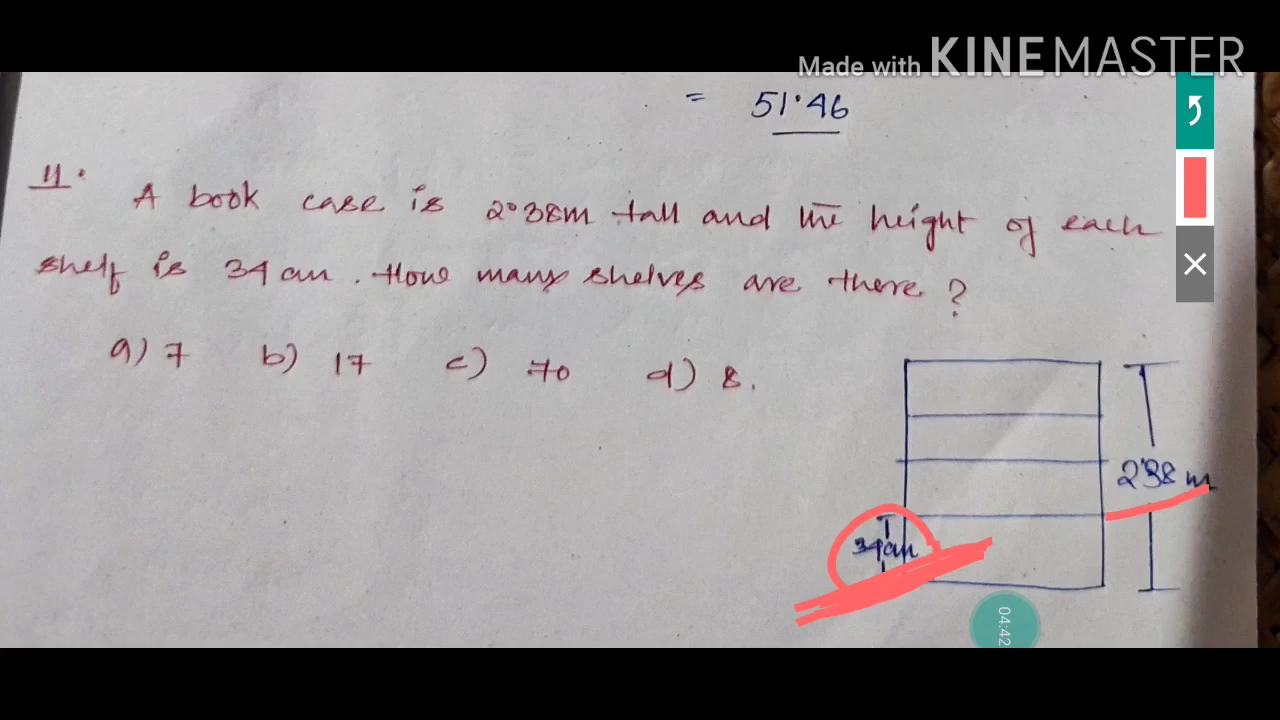 Made with KINEMASTER
= 51.46
11.
A book case is 2.38m tall and the height of each
shelf is 34 cm. How many shelves are there?
a) 7 b) 17 c) 70 d) 8.
2.38 m
34cm
04:42